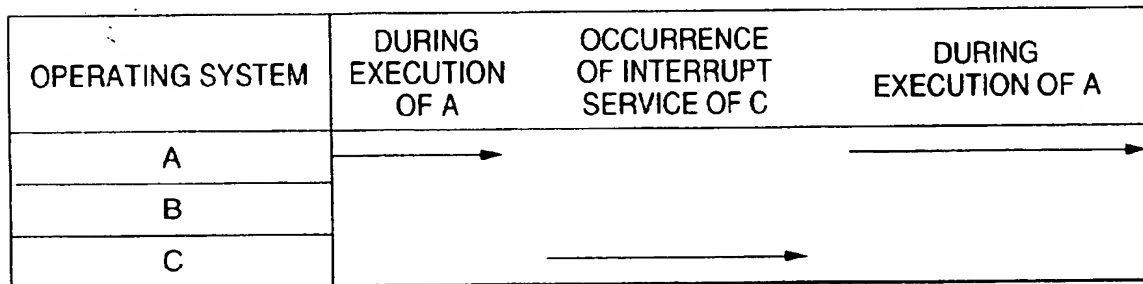 OPERATING SYSTEM
DURING
EXECUTION
OF A
OCCURRENCE
OF INTERRUPT
SERVICE OF C
DURING
EXECUTION OF A
A
B
C